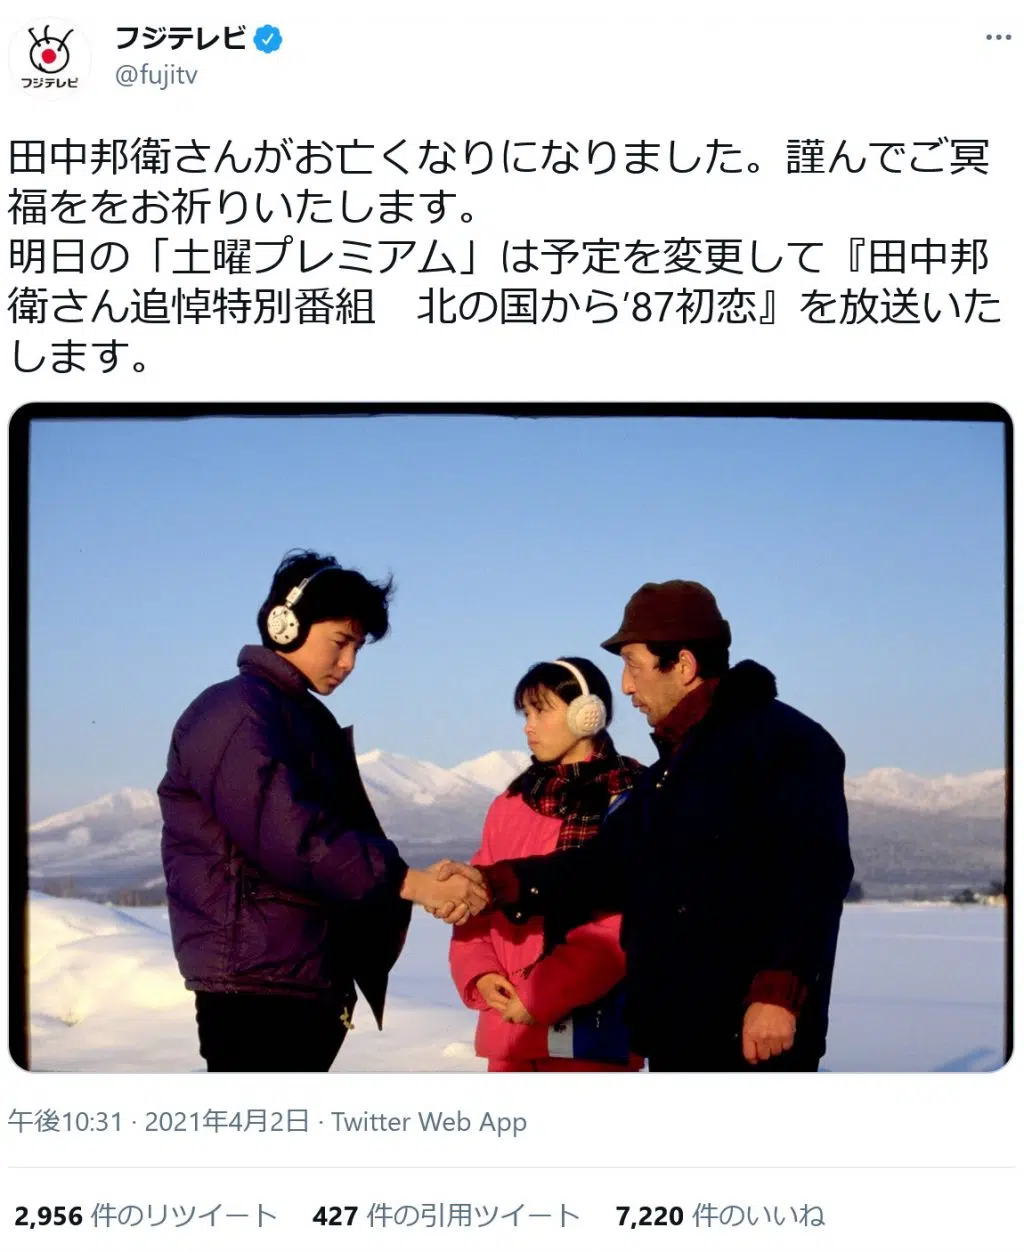 フジテレビ
@fujitv
フジテレビ
田中邦衛さんがお亡くなりになりました。謹んでご冥
福ををお祈りいたします。
明日の「土曜プレミアム」は予定を変更して『田中邦
衛さん追悼特別番組　北の国から’87初恋』を放送いた
します。
午後10:31 · 2021年4月2日 · Twitter Web App
2,956 件のリツイート 427 件の引用ツイート 7,220 件のいいね